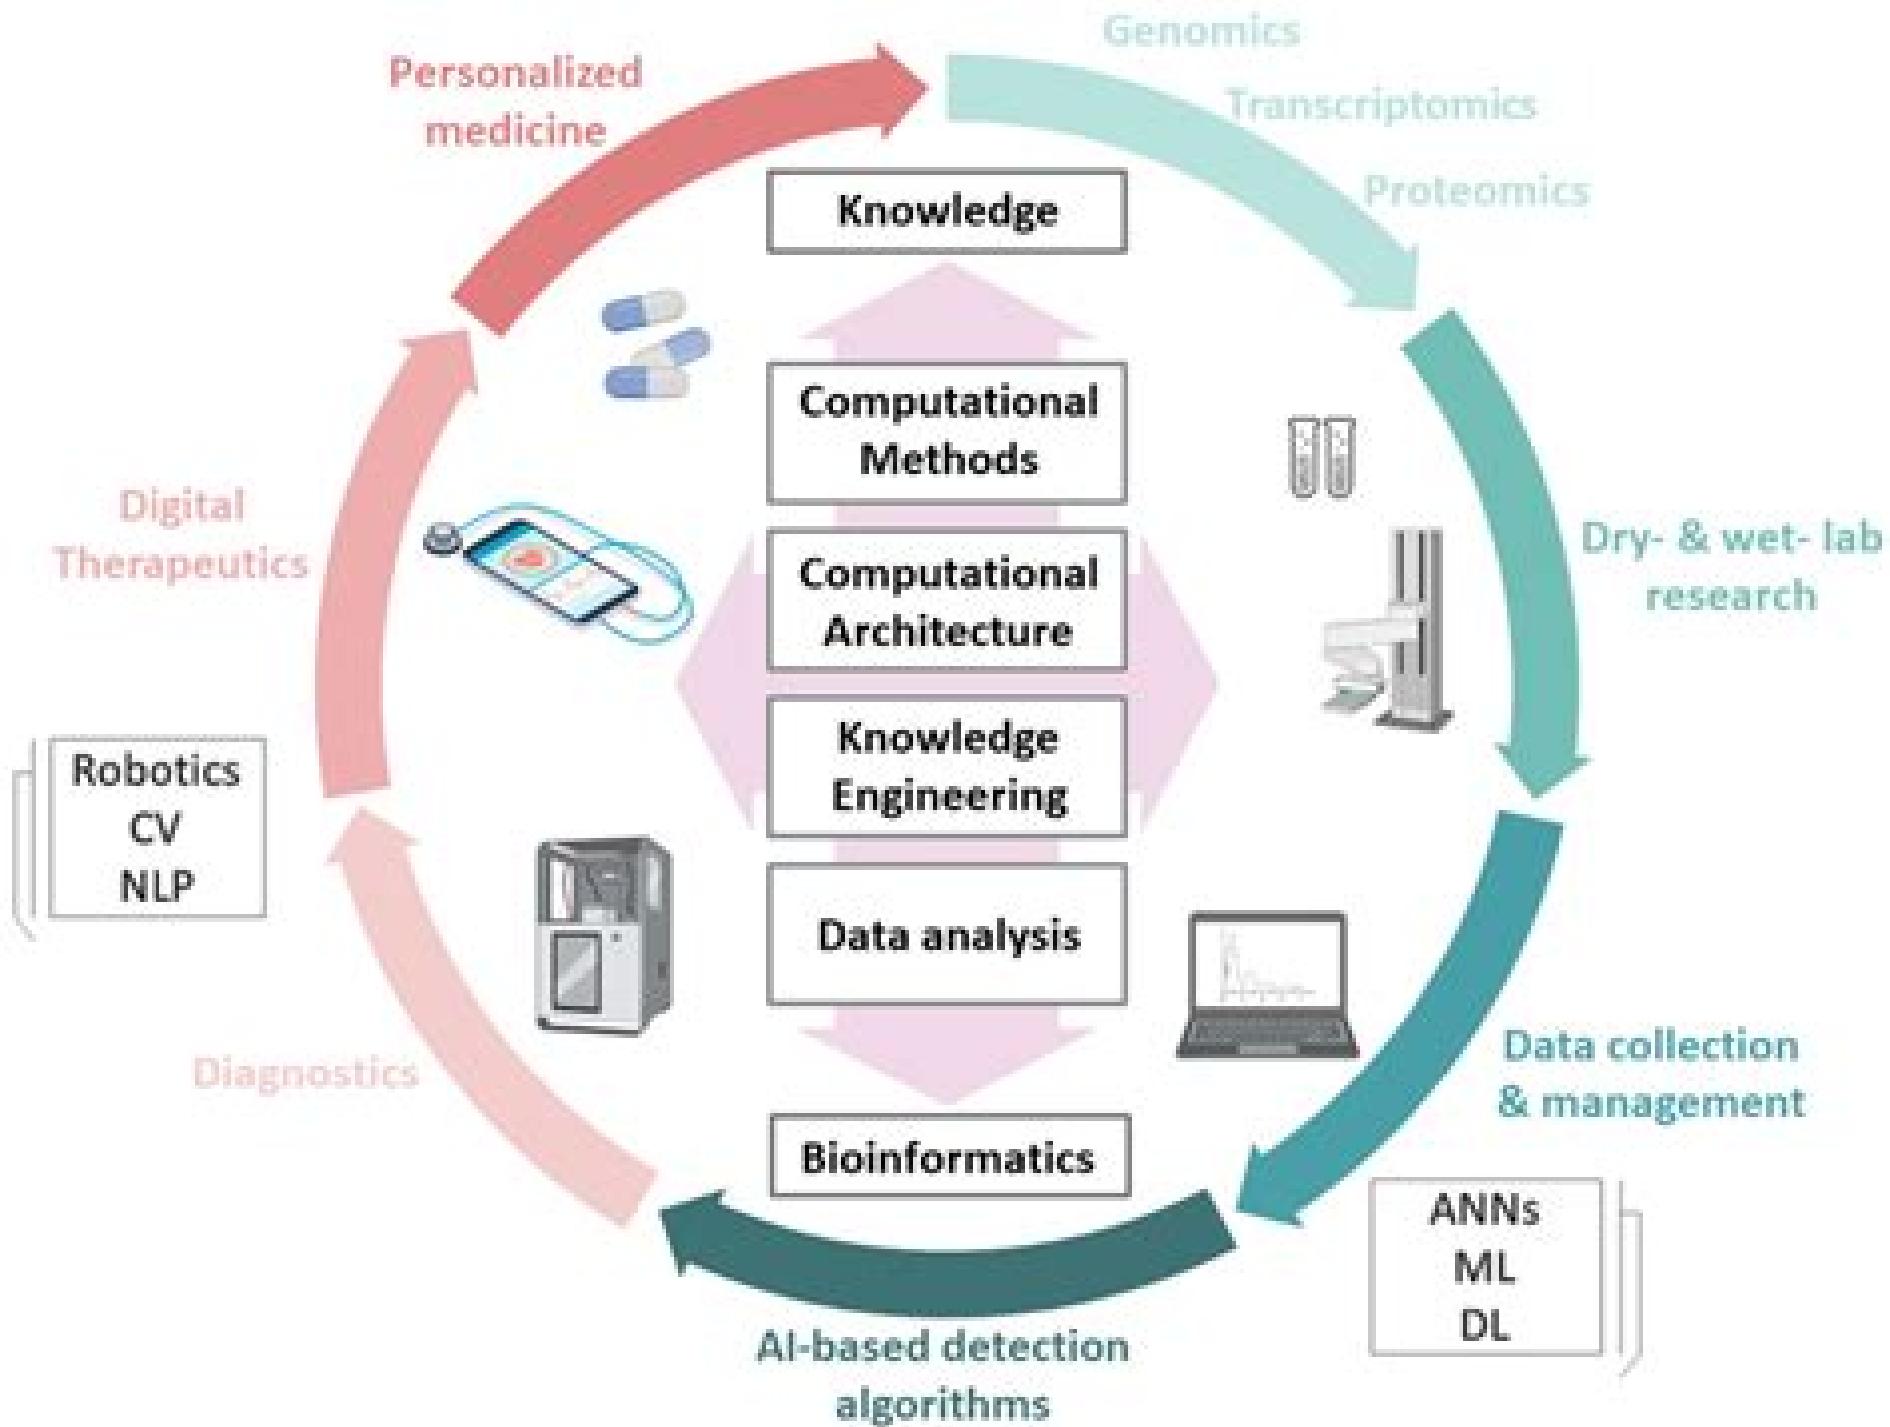 Personalized
medicine
Genomics
Transcriptomics
Proteomics
Knowledge
Computational
Methods
Computational
Architecture
Knowledge
Engineering
Data analysis
Bioinformatics
Dry- & wet- lab
research
Data collection
& management
ANNs
ML
DL
AI-based detection
algorithms
Diagnostics
Robotics
CV
NLP
Digital
Therapeutics